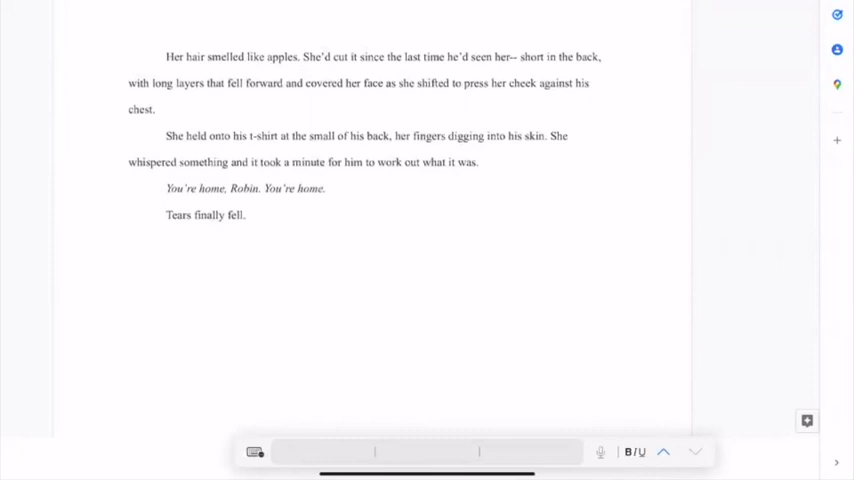 Her hair smelled like apples. She’d cut it since the last time he’d seen her-- short in the back,
with long layers that fell forward and covered her face as she shifted to press her cheek against his
chest.
She held onto his t-shirt at the small of his back, her fingers digging into his skin. She
whispered something and it took a minute for him to work out what it was.
You’re home, Robin. You’re home.
Tears finally fell.
B I U